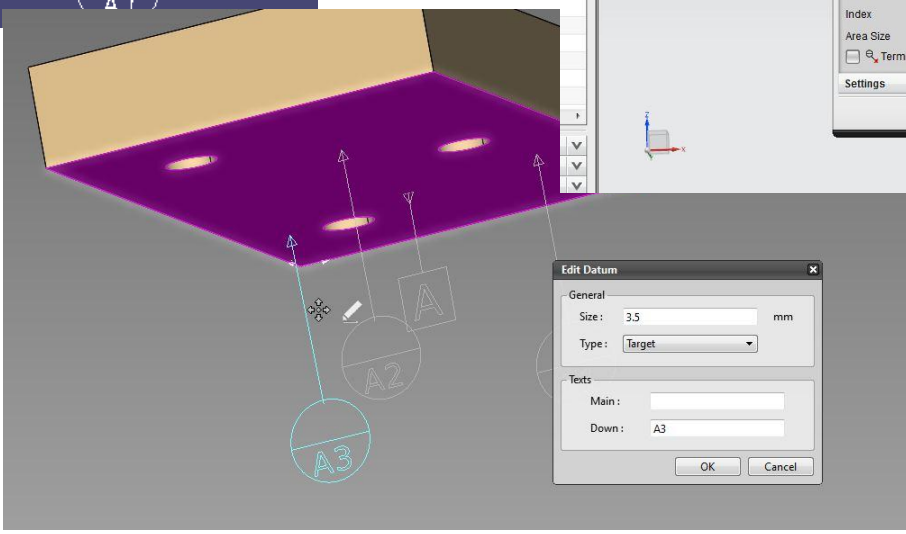 Index
Area Size
Term
Settings
z
x
A
A2
A3
Edit Datum
General
Size : 3.5 mm
Type : Target
Texts
Main :
Down : A3
OK Cancel